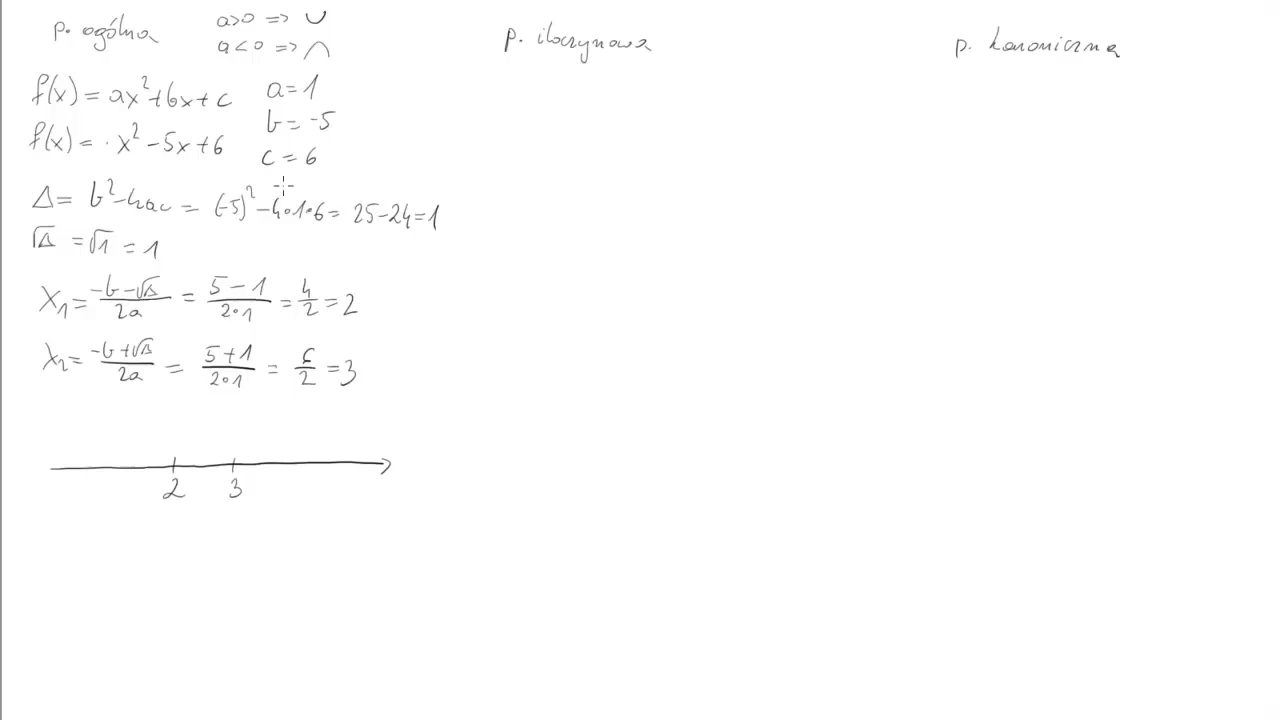 p. ogólna
a>0 => ∪
a<0 => ∩
f(x) = ax²+bx+c
a=1
f(x) = x² - 5x + 6
b = -5
c = 6
Δ = b²-4ac = (-5)² - 4·1·6 = 25-24=1
√Δ = √1 = 1
x₁ = (-b-√Δ)/2a = (5-1)/(2·1) = 4/2 = 2
x₂ = (-b+√Δ)/2a = (5+1)/(2·1) = 6/2 = 3
2 3
p. iloczynowa
p. kanoniczna